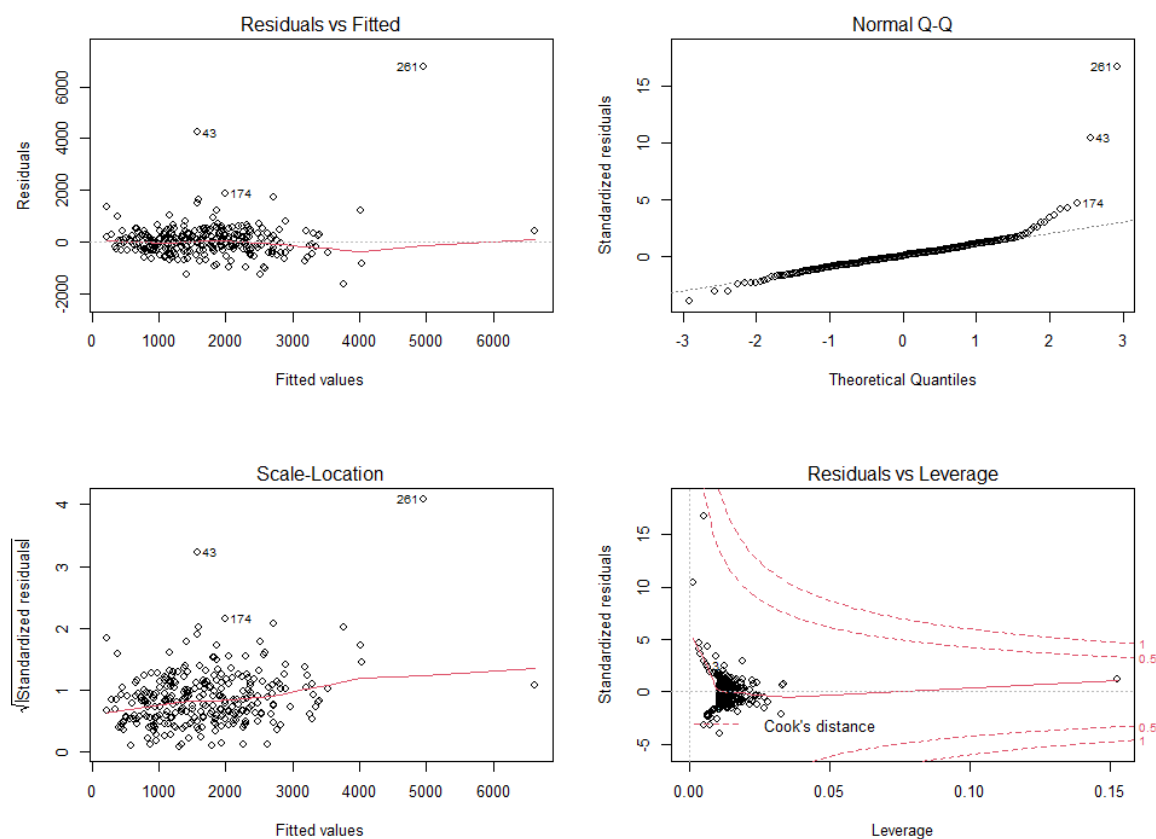 Residuals vs Fitted
Residuals
-2000 0 2000 4000 6000
261
43
174
0 1000 2000 3000 4000 5000 6000
Fitted values
Normal Q-Q
Standardized residuals
0 5 10 15
261
43
174
-3 -2 -1 0 1 2 3
Theoretical Quantiles
Scale-Location
√|Standardized residuals|
0 1 2 3 4
261
43
174
0 1000 2000 3000 4000 5000 6000
Fitted values
Residuals vs Leverage
Standardized residuals
-5 0 5 10 15
1
0.5
Cook's distance
0.5
1
0.00 0.05 0.10 0.15
Leverage